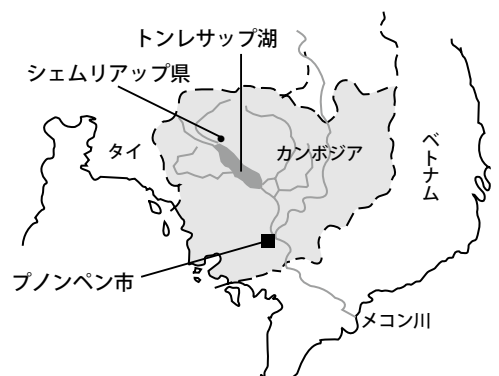 トンレサップ湖
シェムリアップ県
タイ
カンボジア
ベトナム
プノンペン市
メコン川